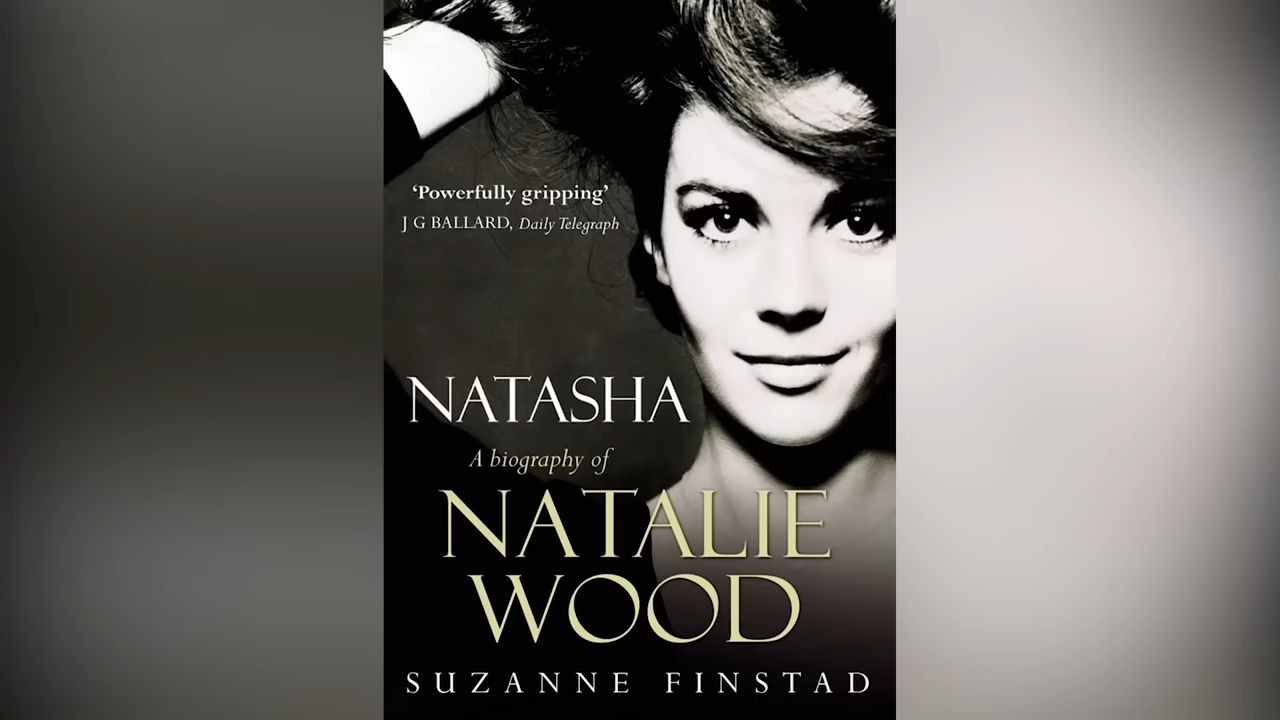 ‘Powerfully gripping’
J G BALLARD, Daily Telegraph
NATASHA
A biography of
NATALIE
WOOD
SUZANNE FINSTAD